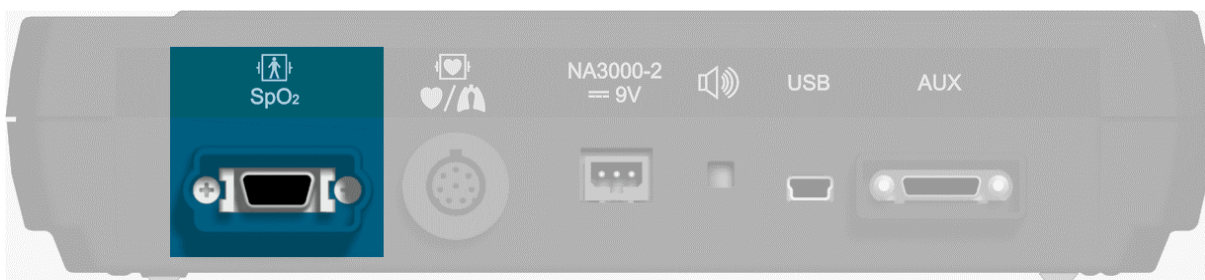 SpO₂
NA3000-2
⎓ 9V
USB
AUX